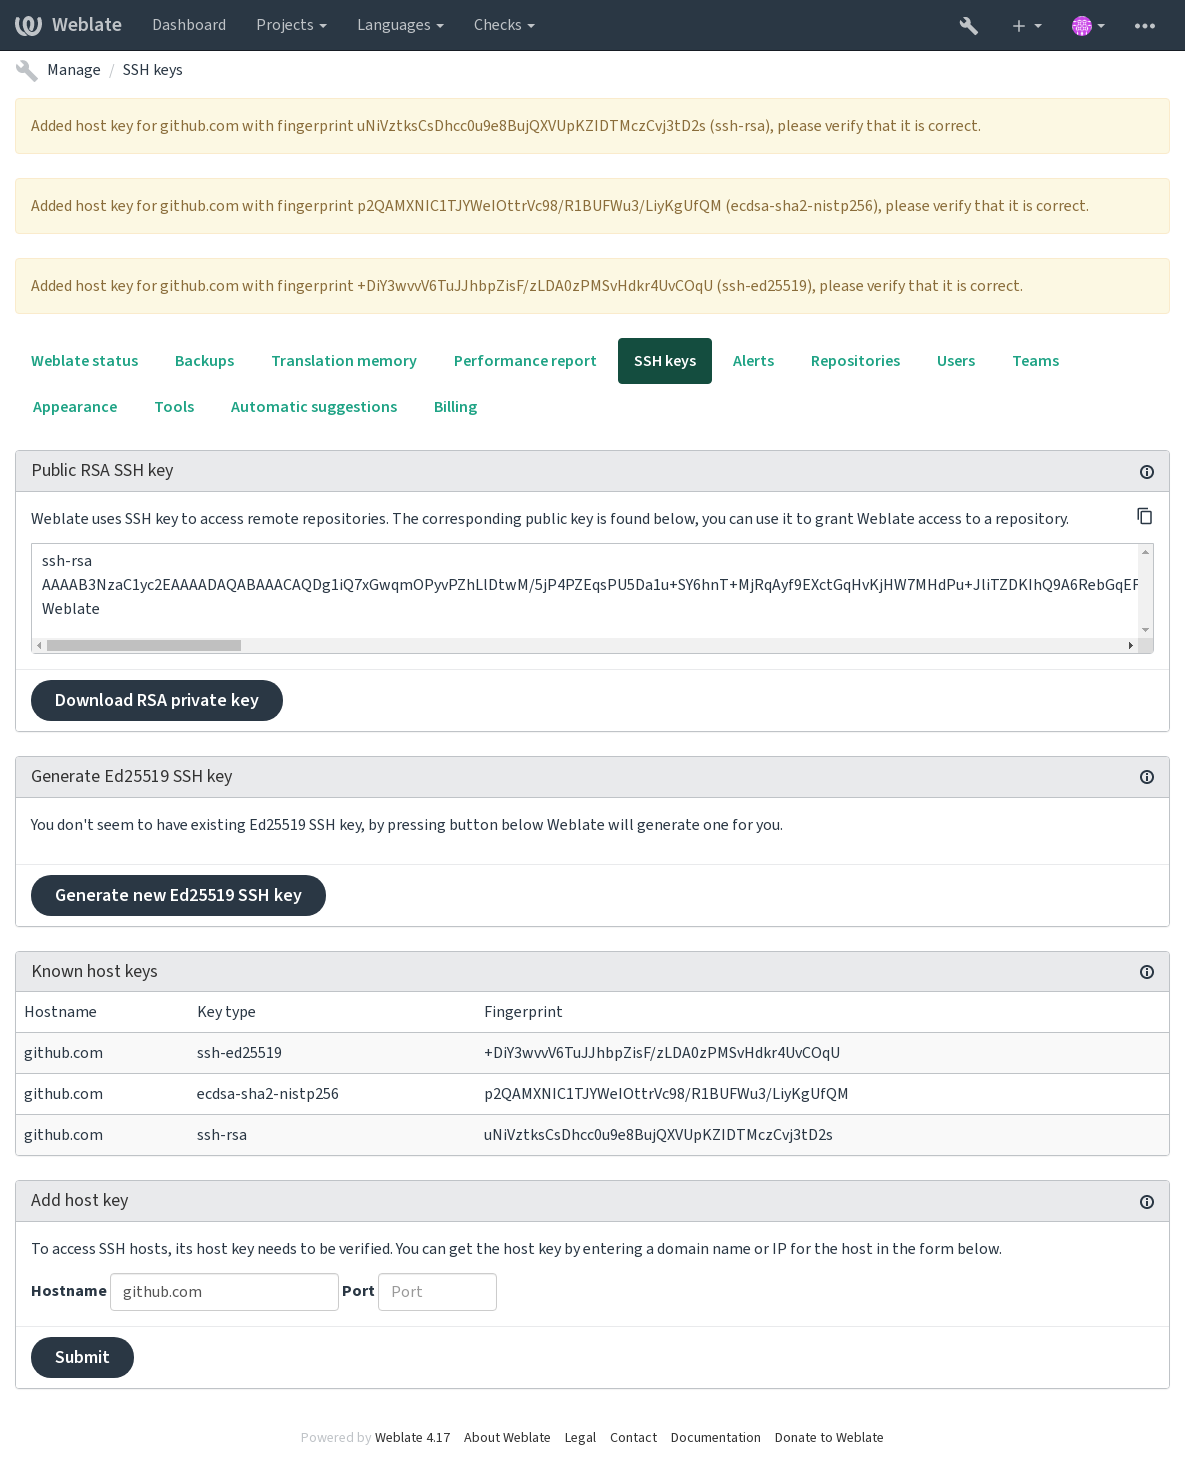 Weblate Dashboard Projects Languages Checks
Manage / SSH keys
Added host key for github.com with fingerprint uNiVztksCsDhcc0u9e8BujQXVUpKZIDTMczCvj3tD2s (ssh-rsa), please verify that it is correct.
Added host key for github.com with fingerprint p2QAMXNIC1TJYWeIOttrVc98/R1BUFWu3/LiyKgUfQM (ecdsa-sha2-nistp256), please verify that it is correct.
Added host key for github.com with fingerprint +DiY3wvvV6TuJJhbpZisF/zLDA0zPMSvHdkr4UvCOqU (ssh-ed25519), please verify that it is correct.
Weblate status Backups Translation memory Performance report SSH keys Alerts Repositories Users Teams
Appearance Tools Automatic suggestions Billing
Public RSA SSH key
Weblate uses SSH key to access remote repositories. The corresponding public key is found below, you can use it to grant Weblate access to a repository.
ssh-rsa
AAAAB3NzaC1yc2EAAAADAQABAAACAQDg1iQ7xGwqmOPyvPZhLlDtwM/5jP4PZEqsPU5Da1u+SY6hnT+MjRqAyf9EXctGqHvKjHW7MHdPu+JliTZDKIhQ9A6RebGqEF
Weblate
Download RSA private key
Generate Ed25519 SSH key
You don't seem to have existing Ed25519 SSH key, by pressing button below Weblate will generate one for you.
Generate new Ed25519 SSH key
Known host keys
Hostname Key type Fingerprint
github.com ssh-ed25519 +DiY3wvvV6TuJJhbpZisF/zLDA0zPMSvHdkr4UvCOqU
github.com ecdsa-sha2-nistp256 p2QAMXNIC1TJYWeIOttrVc98/R1BUFWu3/LiyKgUfQM
github.com ssh-rsa uNiVztksCsDhcc0u9e8BujQXVUpKZIDTMczCvj3tD2s
Add host key
To access SSH hosts, its host key needs to be verified. You can get the host key by entering a domain name or IP for the host in the form below.
Hostname github.com Port Port
Submit
Powered by Weblate 4.17 About Weblate Legal Contact Documentation Donate to Weblate